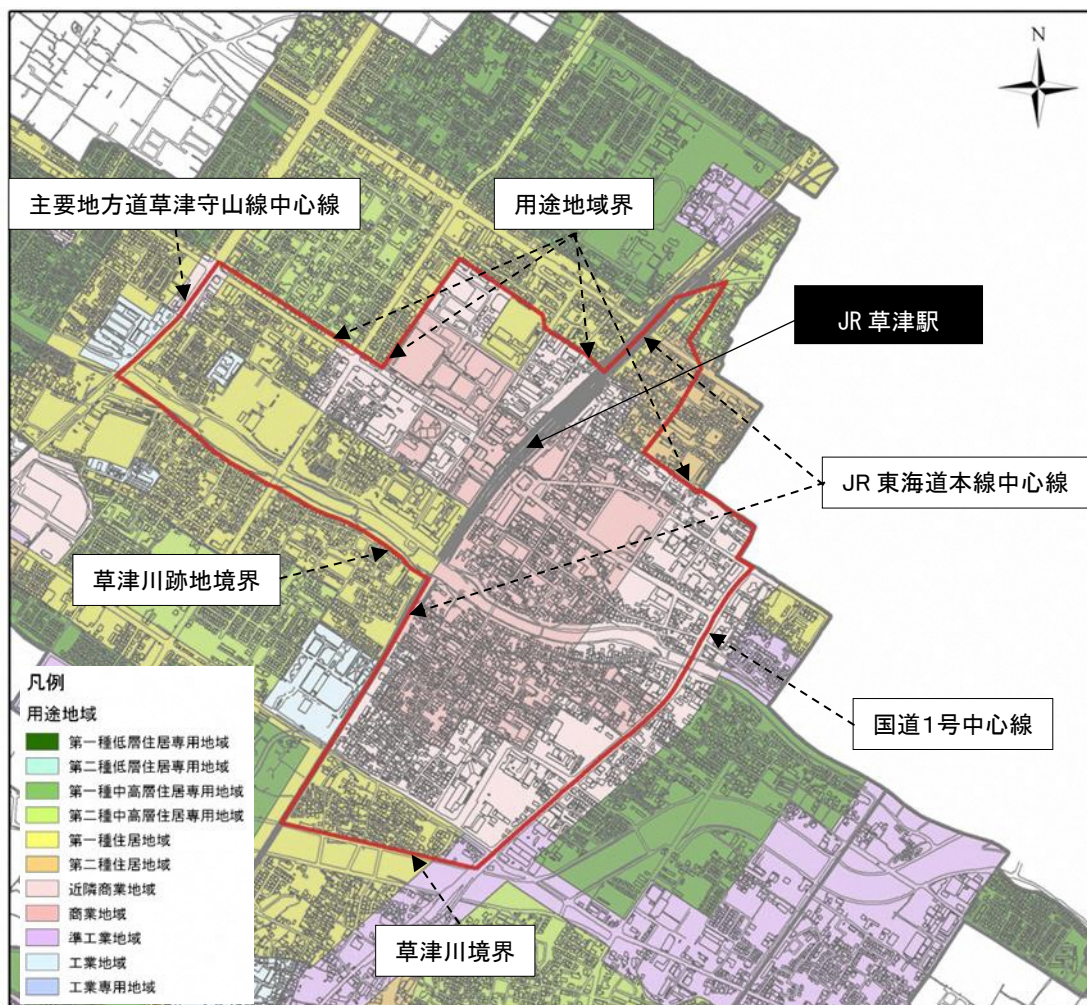 N
主要地方道草津守山線中心線
用途地域界
JR 草津駅
JR 東海道本線中心線
草津川跡地境界
国道1号中心線
草津川境界
凡例
用途地域
第一種低層住居専用地域
第二種低層住居専用地域
第一種中高層住居専用地域
第二種中高層住居専用地域
第一種住居地域
第二種住居地域
近隣商業地域
商業地域
準工業地域
工業地域
工業専用地域